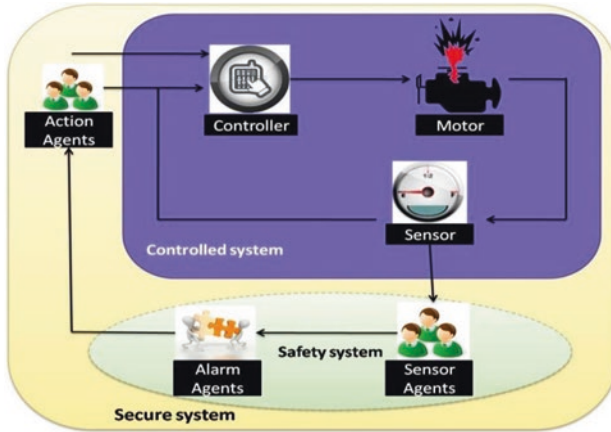 Action
Agents
Controller
Motor
Sensor
Controlled system
Alarm
Agents
Safety system
Sensor
Agents
Secure system